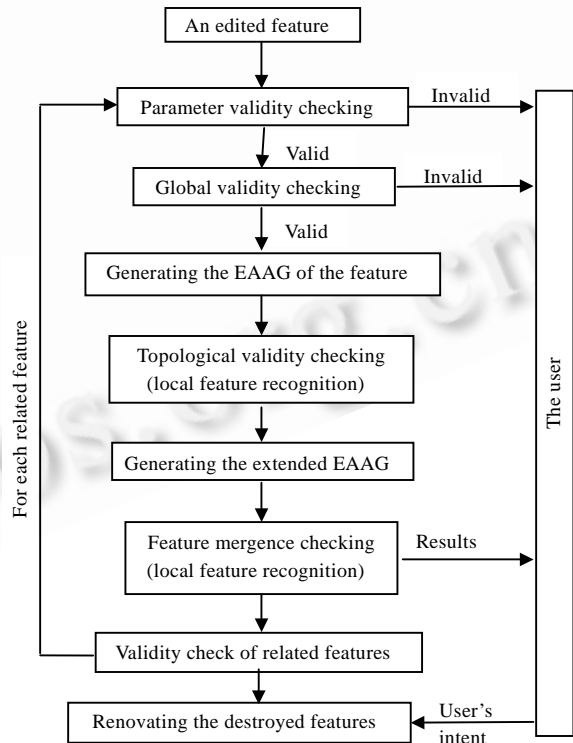 An edited feature
Parameter validity checking
Invalid
Valid
Global validity checking
Invalid
Valid
Generating the EAAG of the feature
Topological validity checking
(local feature recognition)
Generating the extended EAAG
Feature mergence checking
(local feature recognition)
Results
Validity check of related features
Renovating the destroyed features
User's
intent
For each related feature
The user